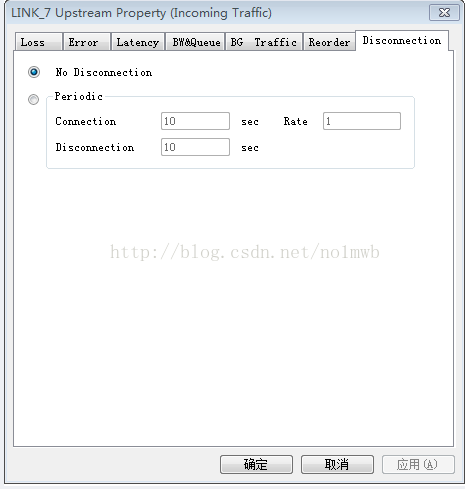 LINK_7 Upstream Property (Incoming Traffic)
Loss Error Latency BW&Queue BG Traffic Reorder Disconnection
No Disconnection
Periodic
Connection 10 sec Rate 1
Disconnection 10 sec
http://blog.csdn.net/no1mwb
确定 取消 应用(A)